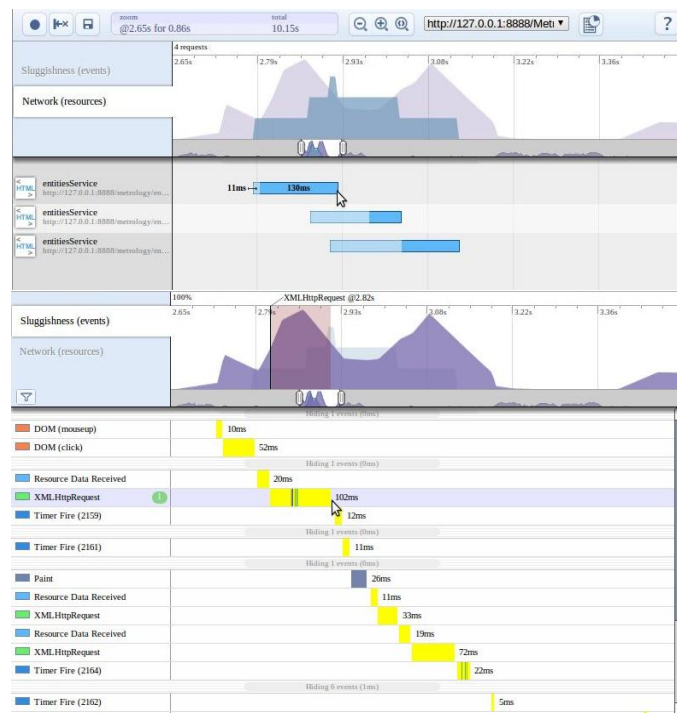 zoom
@2.65s for 0.86s
total
10.15s
http://127.0.0.1:8888/Met
?
4 requests
2.65s 2.79s 2.93s 3.08s 3.22s 3.36s
Sluggishness (events)
Network (resources)
entitiesService
http://127.0.0.1:8888/metrology/en...
11ms 130ms
entitiesService
http://127.0.0.1:8888/metrology/en...
entitiesService
http://127.0.0.1:8888/metrology/en...
100% XMLHttpRequest @2.82s
2.65s 2.79s 2.93s 3.08s 3.22s 3.36s
Sluggishness (events)
Network (resources)
Hiding 1 events (0ms)
DOM (mouseup) 10ms
DOM (click) 52ms
Hiding 1 events (0ms)
Resource Data Received 20ms
XMLHttpRequest 1 102ms
Timer Fire (2159) 12ms
Hiding 1 events (0ms)
Timer Fire (2161) 11ms
Hiding 1 events (0ms)
Paint 26ms
Resource Data Received 11ms
XMLHttpRequest 33ms
Resource Data Received 19ms
XMLHttpRequest 72ms
Timer Fire (2164) 22ms
Hiding 6 events (1ms)
Timer Fire (2162) 5ms